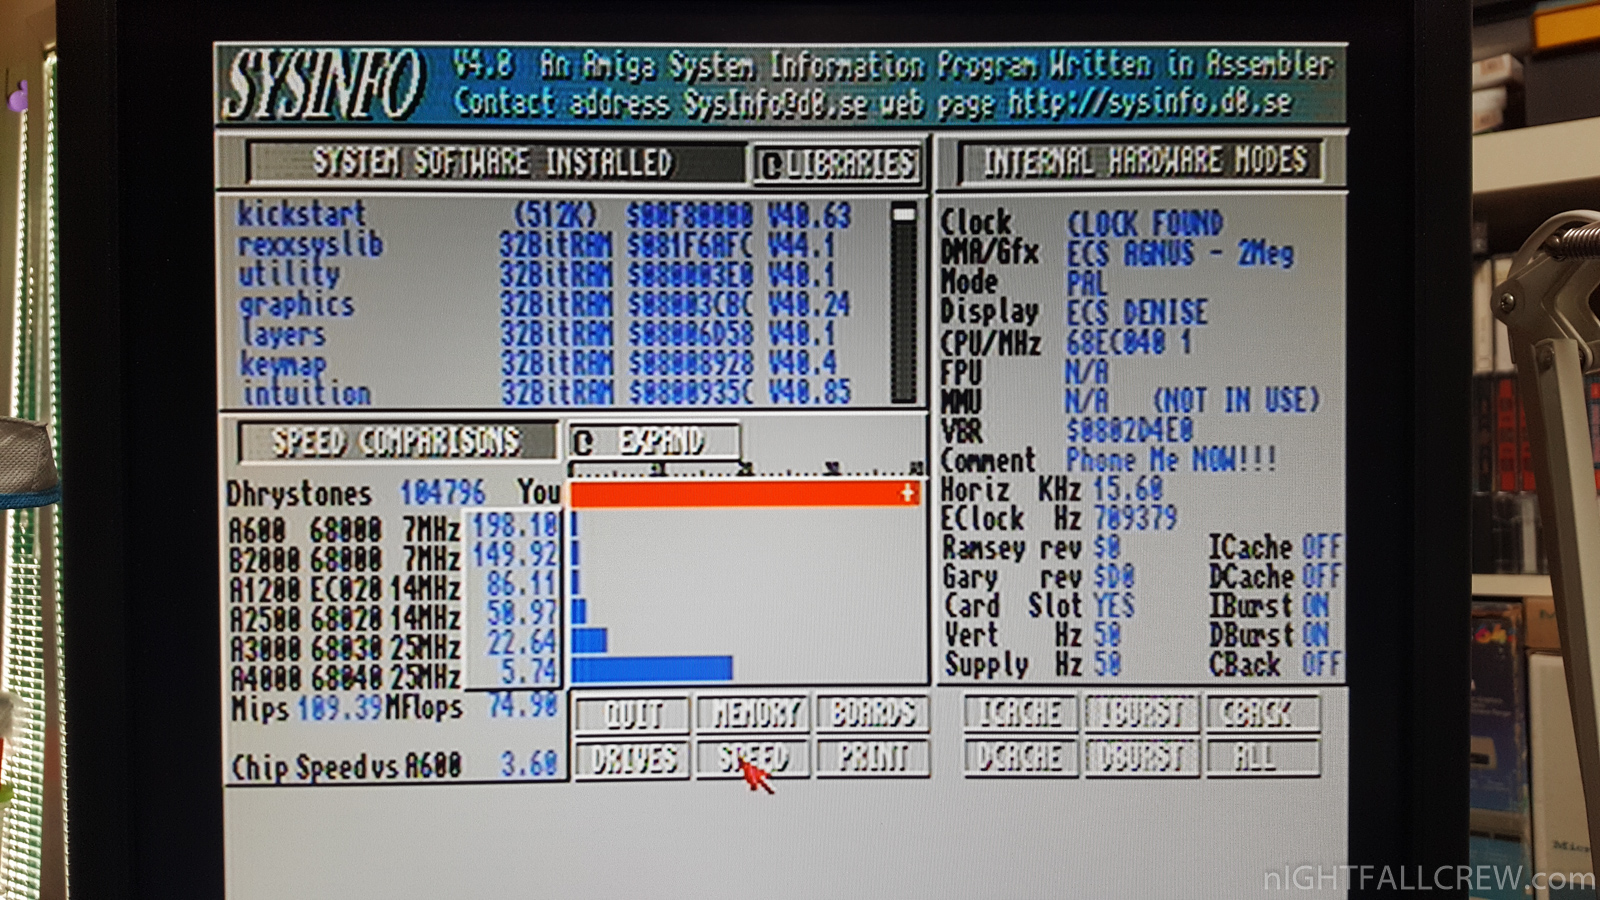 SYSINFO V4.0 An Amiga System Information Program Written in Assembler
Contact address SysInfo@d0.se web page http://sysinfo.d0.se
SYSTEM SOFTWARE INSTALLED LIBRARIES
kickstart (512K) $00F80000 V40.63
rexxsyslib 32BitRAM $081F6AFC V44.1
utility 32BitRAM $080003E0 V40.1
graphics 32BitRAM $08003CBC V40.24
layers 32BitRAM $08006D58 V40.1
keymap 32BitRAM $08008928 V40.4
intuition 32BitRAM $0800935C V40.85
INTERNAL HARDWARE MODES
Clock CLOCK FOUND
DMA/Gfx ECS AGNUS - 2Meg
Mode PAL
Display ECS DENISE
CPU/MHz 68EC040 1
FPU N/A
MMU N/A (NOT IN USE)
VBR $0802D4E0
Comment Phone Me NOW!!!
Horiz KHz 15.60
EClock Hz 709379
Ramsey rev $0 ICache OFF
Gary rev $D0 DCache OFF
Card Slot YES IBurst ON
Vert Hz 50 DBurst ON
Supply Hz 50 CBack OFF
SPEED COMPARISONS EXPAND
10 20 30 40
Dhrystones 104796 You +
A600 68000 7MHz 198.10
B2000 68000 7MHz 149.92
A1200 EC020 14MHz 86.11
A2500 68020 14MHz 50.97
A3000 68030 25MHz 22.64
A4000 68040 25MHz 5.74
Mips 109.39 MFlops 74.90
Chip Speed vs A600 3.60
QUIT MEMORY BOARDS
DRIVES SPEED PRINT
ICACHE IBURST CBACK
DCACHE DBURST ALL
nIGHTFALLCREW.com